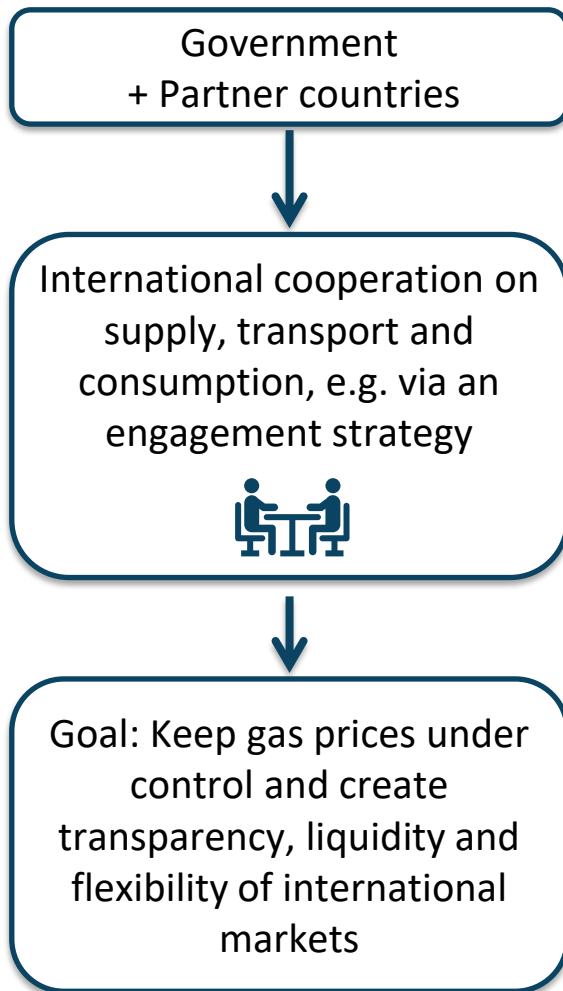 Government
+ Partner countries
International cooperation on
supply, transport and
consumption, e.g. via an
engagement strategy
Goal: Keep gas prices under
control and create
transparency, liquidity and
flexibility of international
markets